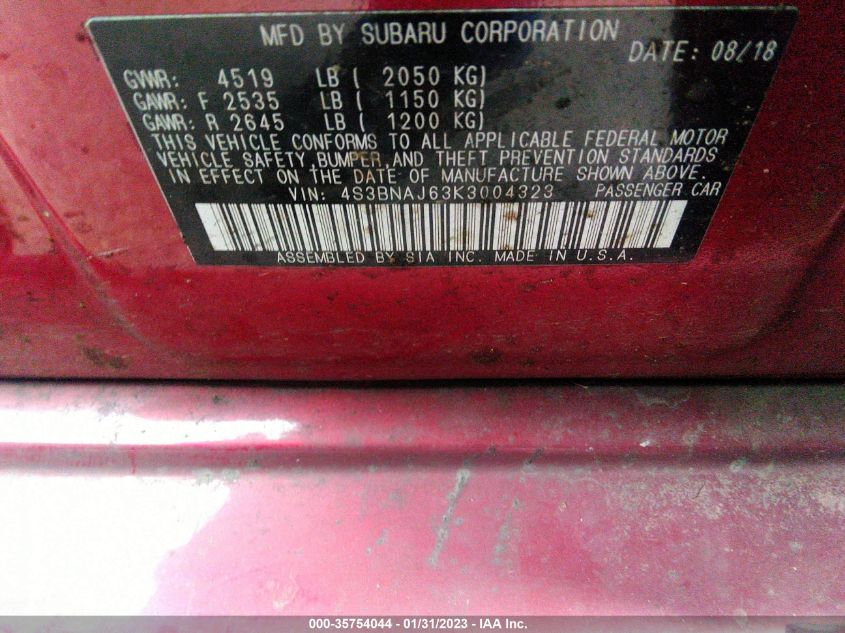 MFD BY SUBARU CORPORATION
DATE: 08/18
GVWR: 4519 LB ( 2050 KG)
GAWR: F 2535 LB ( 1150 KG)
GAWR: R 2645 LB ( 1200 KG)
THIS VEHICLE CONFORMS TO ALL APPLICABLE FEDERAL MOTOR
VEHICLE SAFETY,BUMPER,AND THEFT PREVENTION STANDARDS
IN EFFECT ON THE DATE OF MANUFACTURE SHOWN ABOVE.
VIN: 4S3BNAJ63K3004323 PASSENGER CAR
ASSEMBLED BY SIA INC. MADE IN U.S.A.
000-35754044 - 01/31/2023 - IAA Inc.